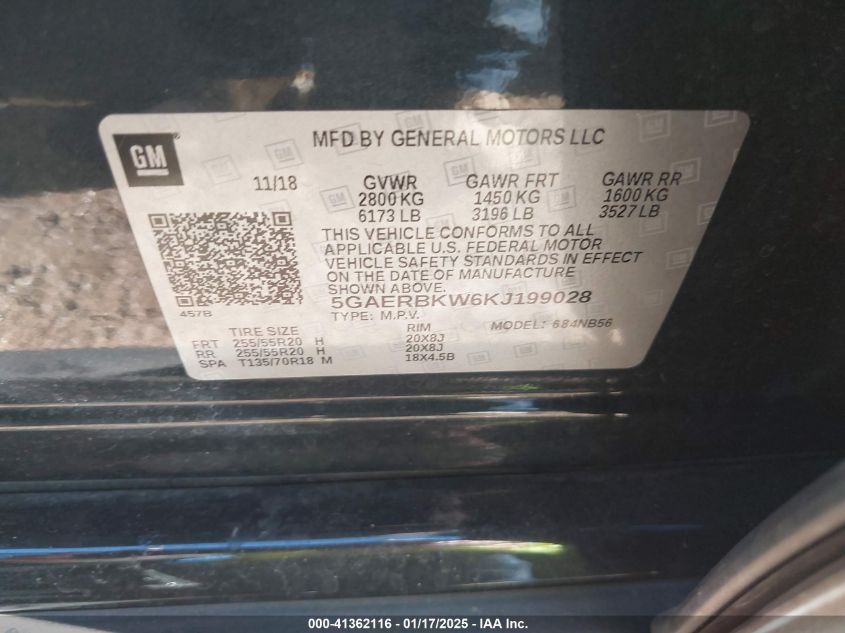 GM
MFD BY GENERAL MOTORS LLC
11/18 GVWR GAWR FRT GAWR RR
2800 KG 1450 KG 1600 KG
6173 LB 3196 LB 3527 LB
THIS VEHICLE CONFORMS TO ALL
APPLICABLE U.S. FEDERAL MOTOR
VEHICLE SAFETY STANDARDS IN EFFECT
ON THE DATE OF MANUFACTURE
SHOWN ABOVE.
5GAERBKW6KJ199028
457B
TYPE: M.P.V. MODEL: 684NB56
TIRE SIZE RIM
FRT 255/55R20 H 20X8J
RR 255/55R20 H 20X8J
SPA T135/70R18 M 18X4.5B
000-41362116 - 01/17/2025 - IAA Inc.